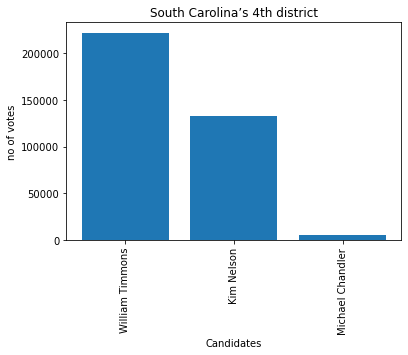 South Carolina’s 4th district
no of votes
200000
150000
100000
50000
0
William Timmons
Kim Nelson
Michael Chandler
Candidates